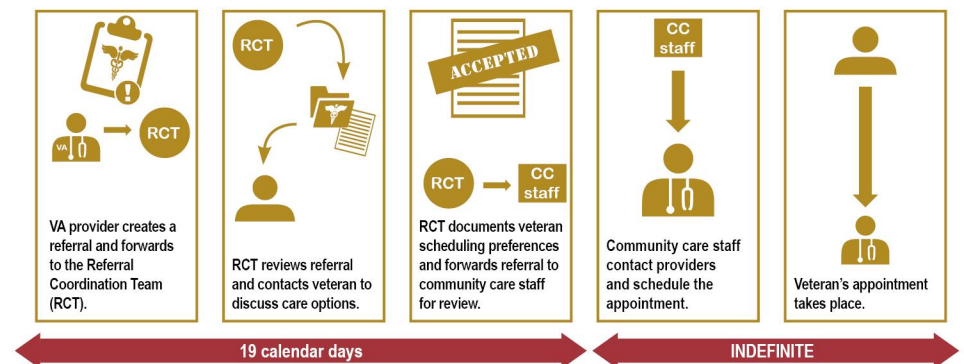 VA
RCT
VA provider creates a
referral and forwards
to the Referral
Coordination Team
(RCT).
RCT
RCT reviews referral
and contacts veteran to
discuss care options.
ACCEPTED
RCT
CC
staff
RCT documents veteran
scheduling preferences
and forwards referral to
community care staff
for review.
CC
staff
Community care staff
contact providers
and schedule the
appointment.
Veteran's appointment
takes place.
19 calendar days
INDEFINITE